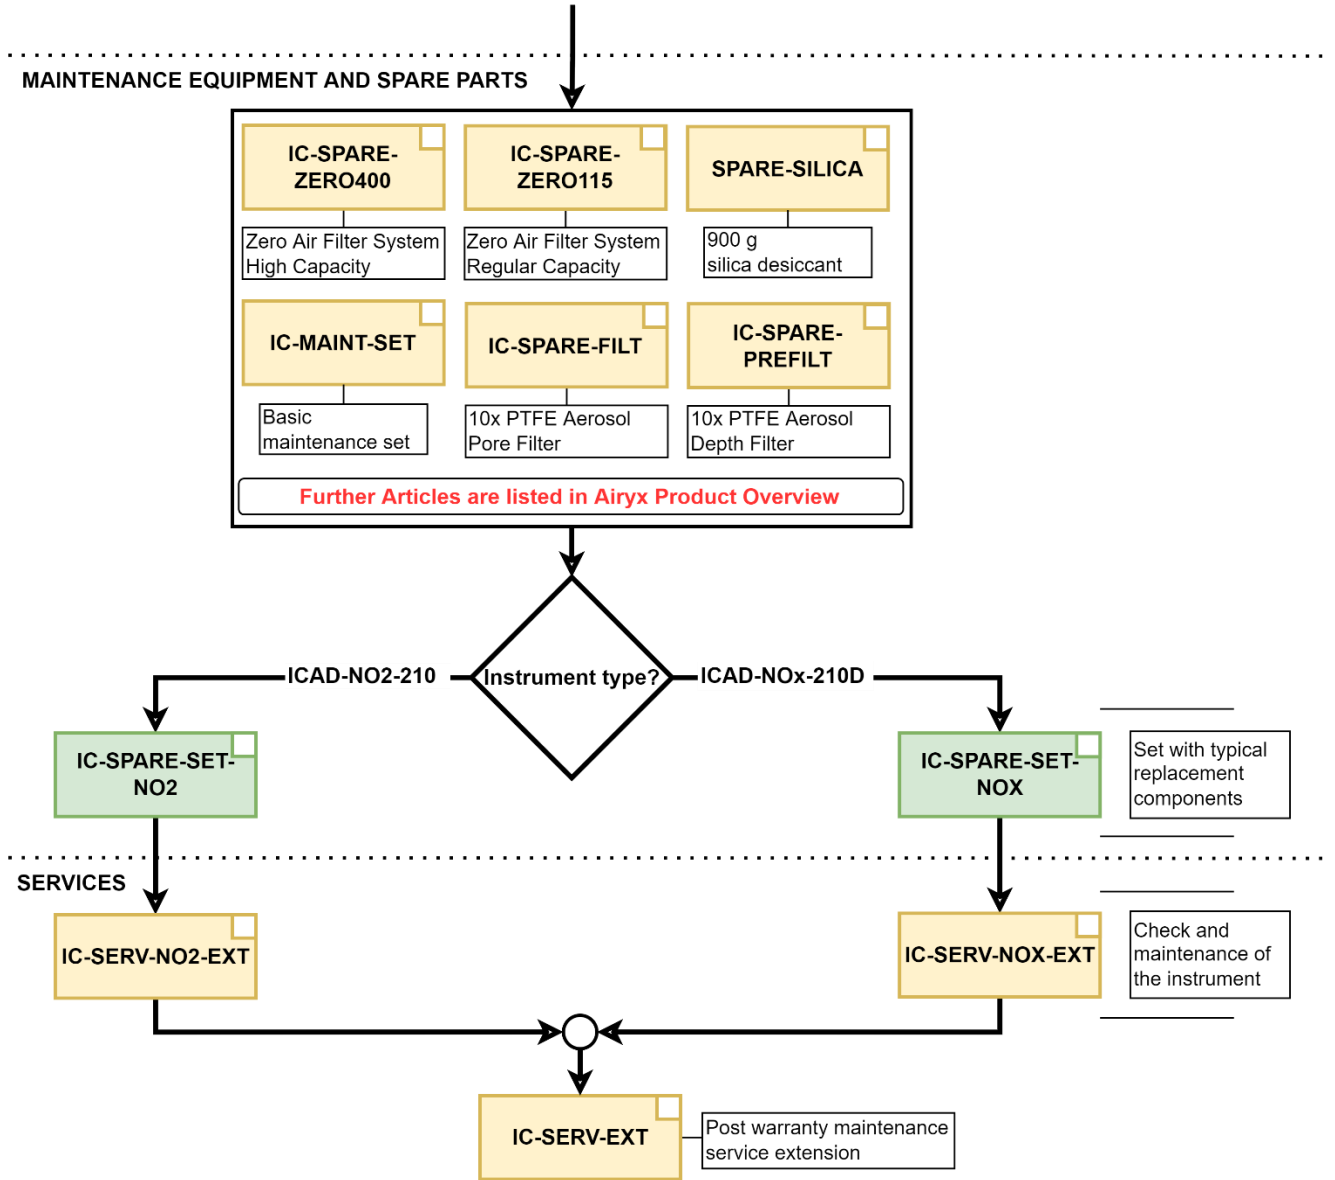 MAINTENANCE EQUIPMENT AND SPARE PARTS
IC-SPARE-
ZERO400
IC-SPARE-
ZERO115
SPARE-SILICA
Zero Air Filter System
High Capacity
Zero Air Filter System
Regular Capacity
900 g
silica desiccant
IC-MAINT-SET
IC-SPARE-FILT
IC-SPARE-
PREFILT
Basic
maintenance set
10x PTFE Aerosol
Pore Filter
10x PTFE Aerosol
Depth Filter
Further Articles are listed in Airyx Product Overview
ICAD-NO2-210
Instrument type?
ICAD-NOx-210D
IC-SPARE-SET-
NO2
IC-SPARE-SET-
NOX
Set with typical
replacement
components
SERVICES
IC-SERV-NO2-EXT
IC-SERV-NOX-EXT
Check and
maintenance of
the instrument
IC-SERV-EXT
Post warranty maintenance
service extension